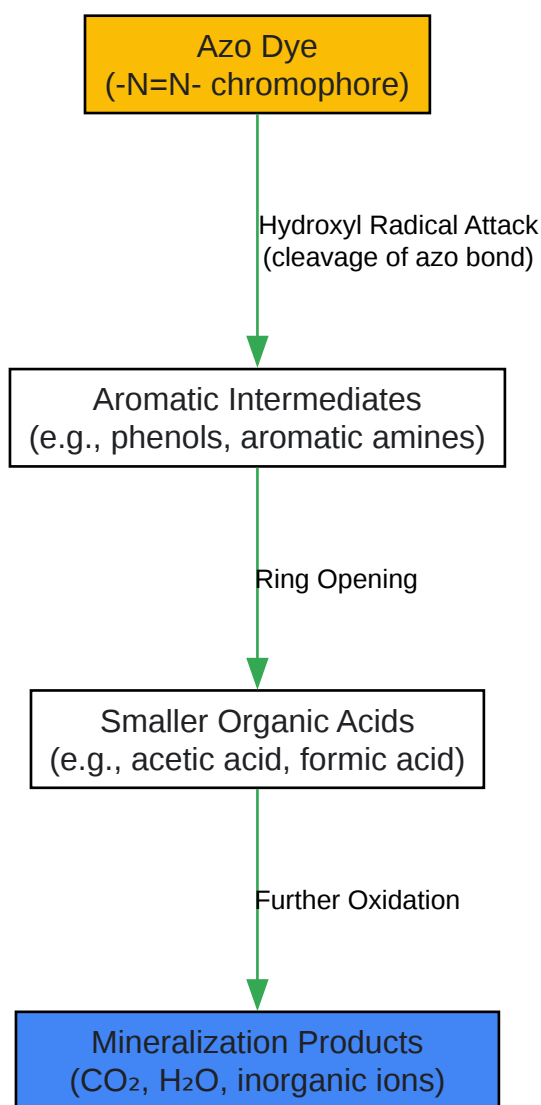 Azo Dye
(-N=N- chromophore)
Hydroxyl Radical Attack
(cleavage of azo bond)
Aromatic Intermediates
(e.g., phenols, aromatic amines)
Ring Opening
Smaller Organic Acids
(e.g., acetic acid, formic acid)
Further Oxidation
Mineralization Products
(CO₂, H₂O, inorganic ions)